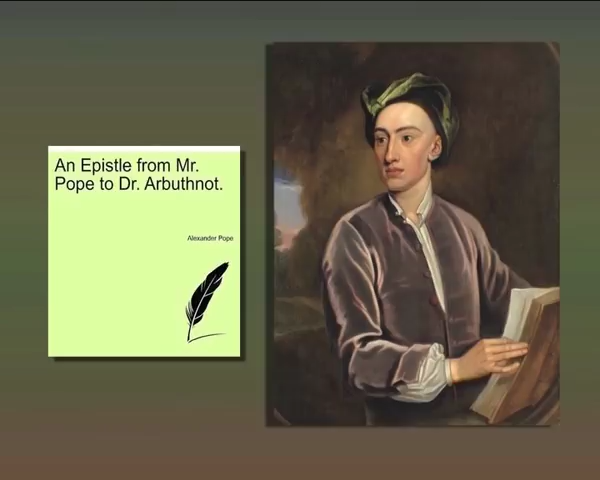 An Epistle from Mr.
Pope to Dr. Arbuthnot.
Alexander Pope